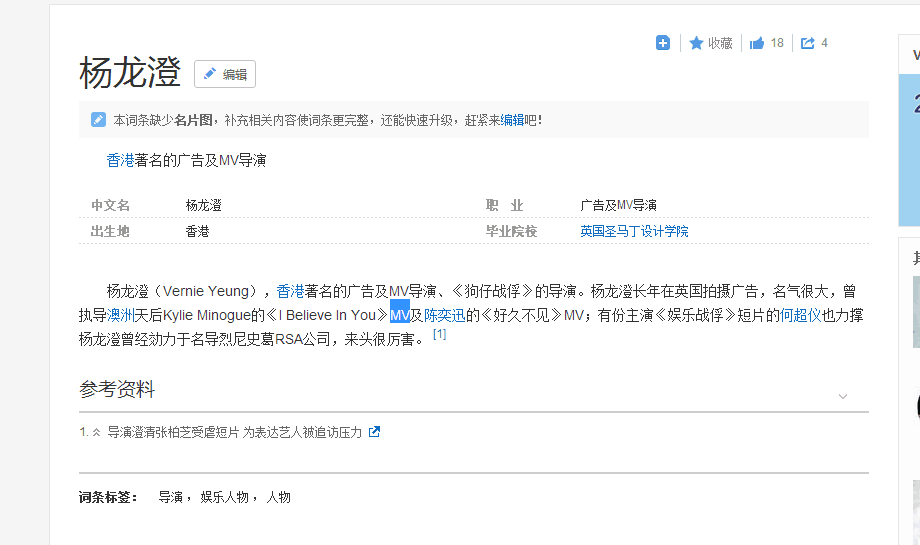 收藏 18 4
杨龙澄 编辑
本词条缺少名片图，补充相关内容使词条更完整，还能快速升级，赶紧来编辑吧！
香港著名的广告及MV导演
中文名 杨龙澄 职 业 广告及MV导演
出生地 香港 毕业院校 英国圣马丁设计学院
杨龙澄（Vernie Yeung），香港著名的广告及MV导演、《狗仔战俘》的导演。杨龙澄长年在英国拍摄广告，名气很大，曾
执导澳洲天后Kylie Minogue的《I Believe In You》MV及陈奕迅的《好久不见》MV；有份主演《娱乐战俘》短片的何超仪也力撑
杨龙澄曾经効力于名导烈尼史葛RSA公司，来头很厉害。 [1]
参考资料
1. 导演澄清张柏芝受虐短片 为表达艺人被追访压力
词条标签： 导演， 娱乐人物， 人物